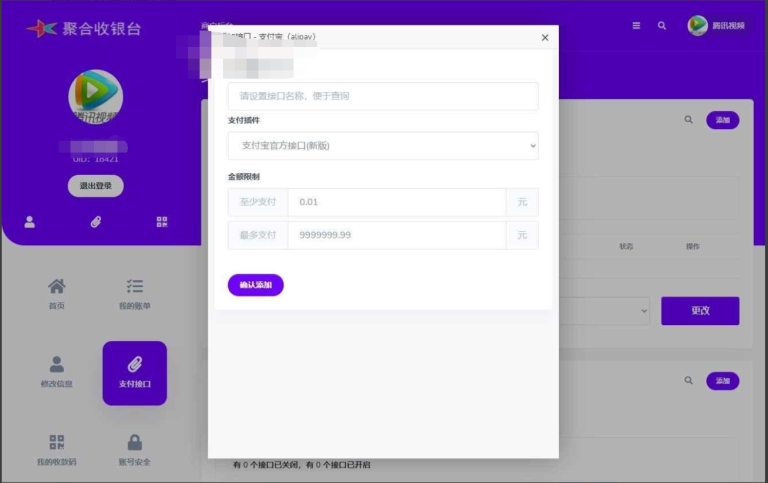 聚合收银台
腾讯视频
腾讯视频
UID: 18421
退出登录
首页
我的账单
修改信息
支付接口
我的收款码
账号安全
接口 - 支付宝 (alipay)
×
请设置接口名称，便于查询
支付插件
支付宝官方接口(新版)
金额限制
至少支付 0.01 元
最多支付 9999999.99 元
确认添加
添加
状态 操作
更改
添加
有 0 个接口已关闭，有 0 个接口已开启